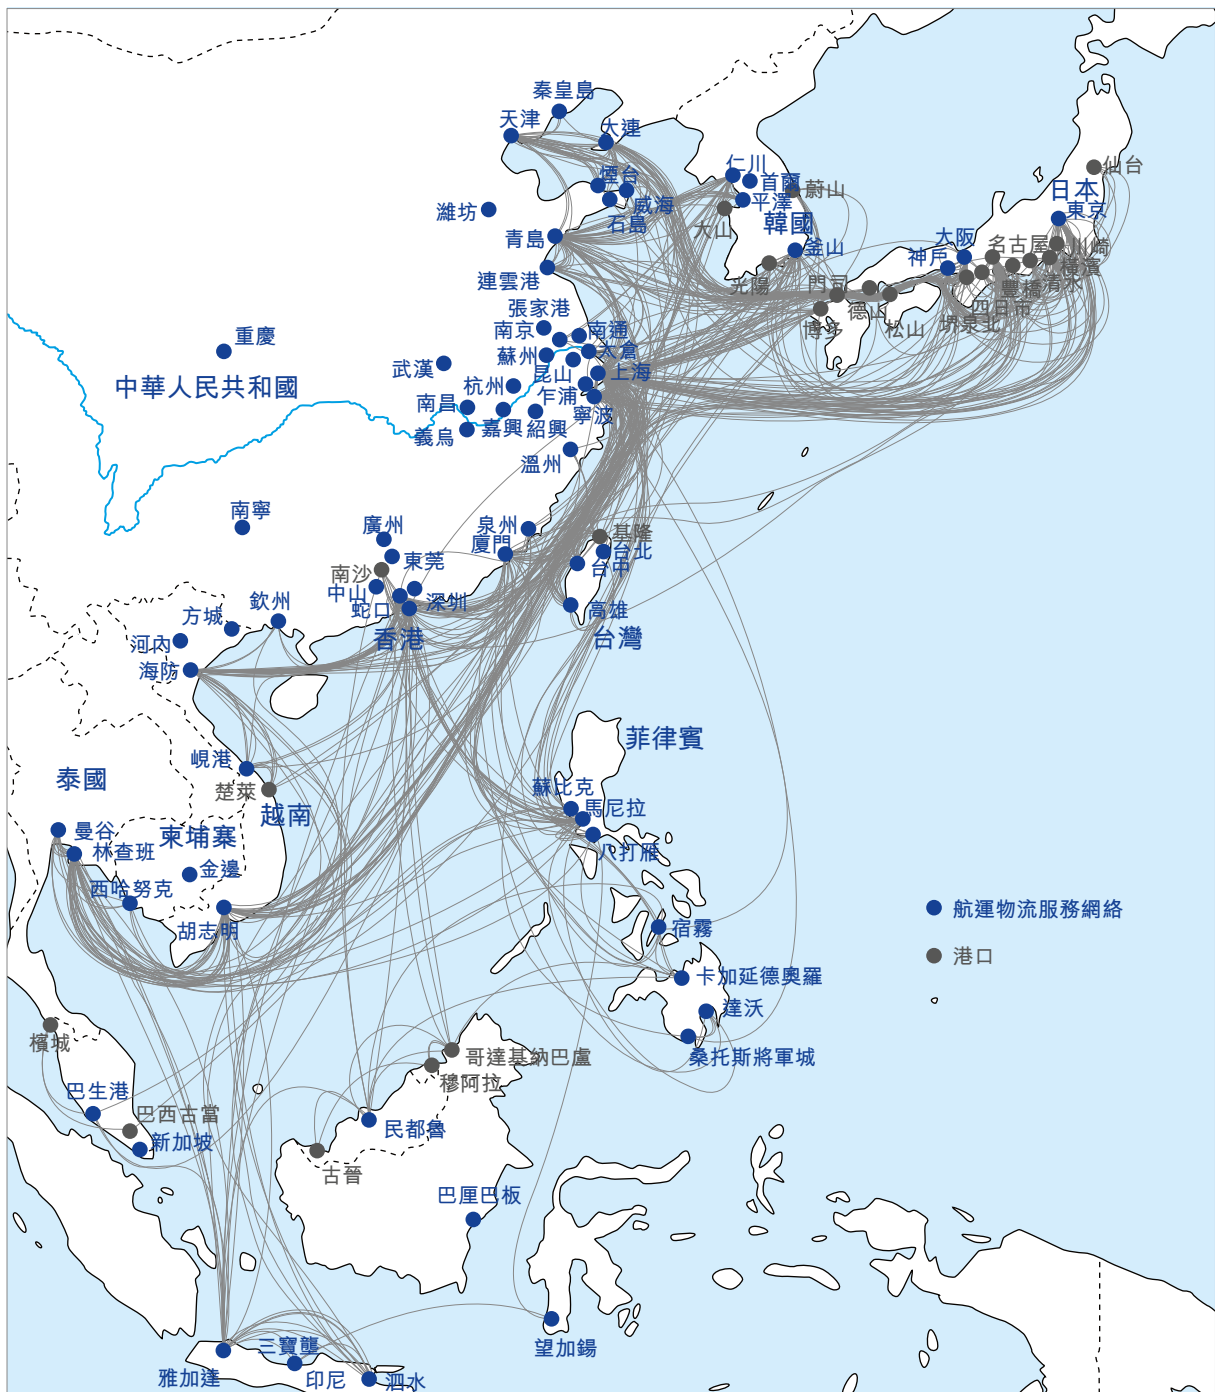 秦皇島
天津
大連
仁川
煙台
首爾
蔚山
仙台
日本
濰坊
威海
平澤
石島
大山
韓國
東京
青島
釜山
大阪
名古屋
川崎
神戶
橫濱
連雲港
光陽
門司
豐橋
清水
張家港
德山
四日市
南京
南通
博多
松山
堺泉北
重慶
蘇州
太倉
武漢
昆山
上海
中華人民共和國
杭州
乍浦
南昌
寧波
義烏
嘉興
紹興
溫州
南寧
廣州
泉州
基隆
廈門
台北
東莞
南沙
台中
中山
深圳
欽州
蛇口
高雄
方城
香港
台灣
河內
海防
菲律賓
峴港
泰國
楚萊
蘇比克
越南
馬尼拉
曼谷
柬埔寨
林查班
八打雁
金邊
西哈努克
航運物流服務網絡
胡志明
宿霧
港口
卡加延德奧羅
達沃
檳城
哥達基納巴盧
桑托斯將軍城
穆阿拉
巴生港
巴西古當
民都魯
新加坡
古晉
巴厘巴板
三寶壟
望加錫
雅加達
印尼
泗水